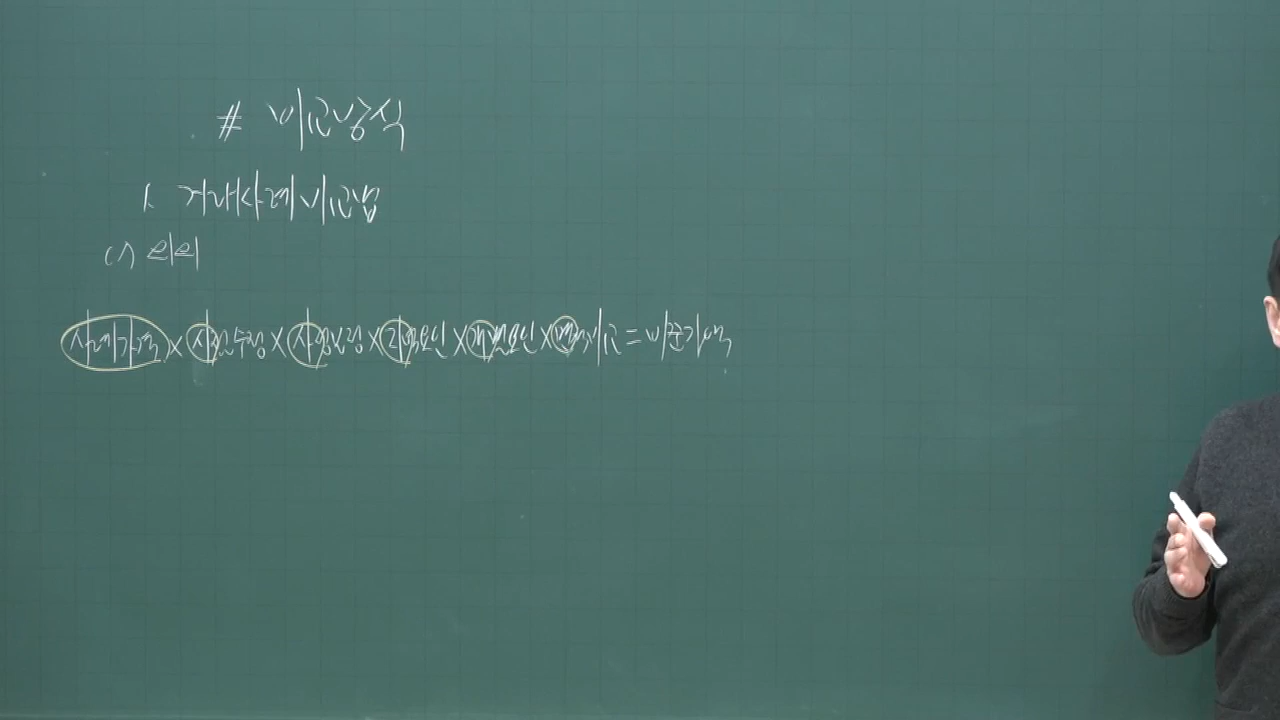 # 비교방식
1. 거래사례비교법
(1) 의의
사례가격 × 사정수정 × 시점수정 × 지역요인 × 개별요인 × 면적비교 = 비준가액